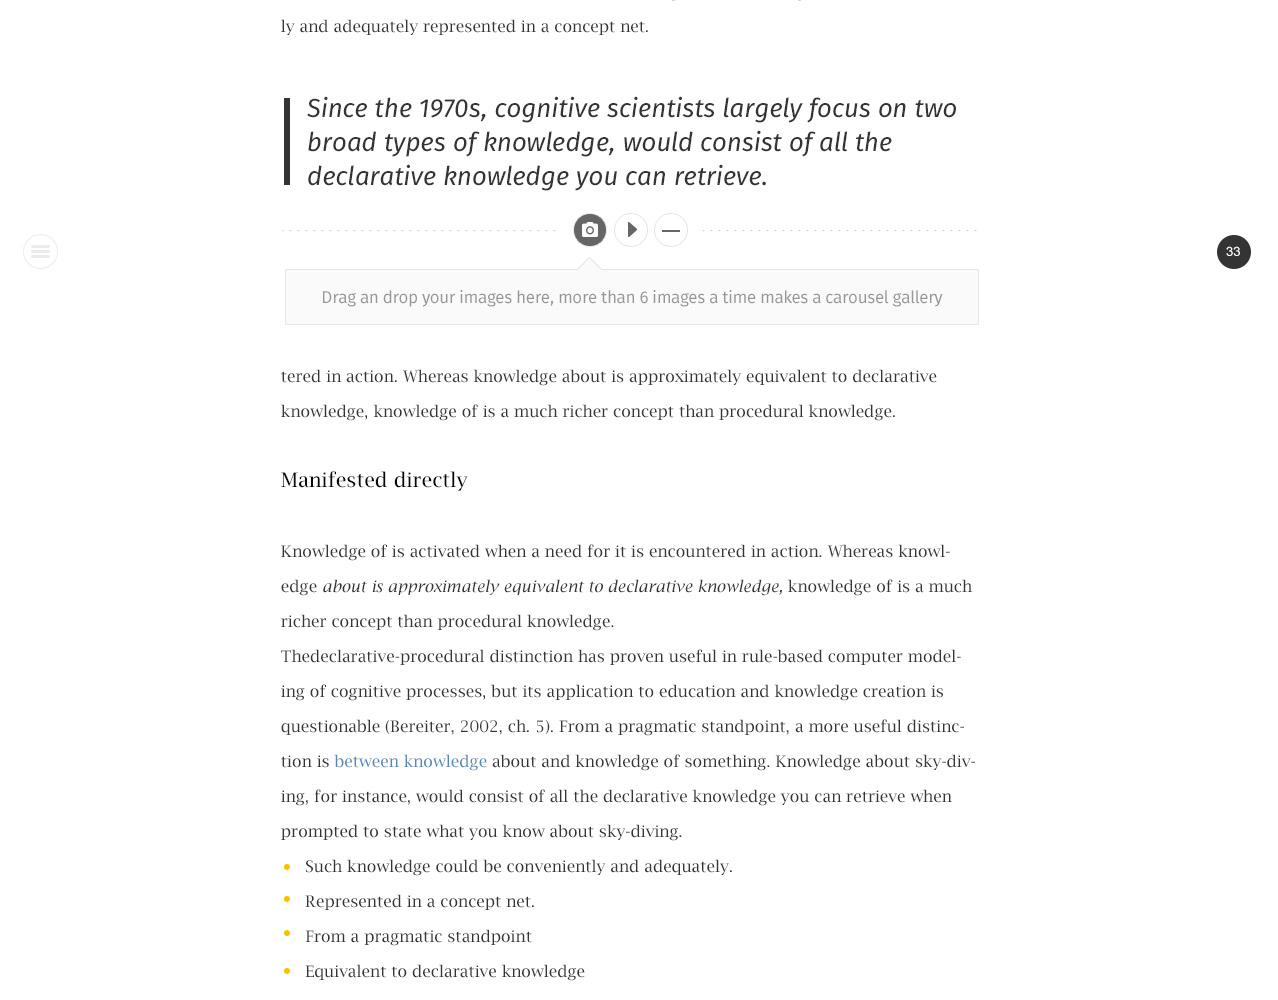 ly and adequately represented in a concept net.
Since the 1970s, cognitive scientists largely focus on two
broad types of knowledge, would consist of all the
declarative knowledge you can retrieve.
33
Drag an drop your images here, more than 6 images a time makes a carousel gallery
tered in action. Whereas knowledge about is approximately equivalent to declarative
knowledge, knowledge of is a much richer concept than procedural knowledge.
Manifested directly
Knowledge of is activated when a need for it is encountered in action. Whereas knowl-
edge about is approximately equivalent to declarative knowledge, knowledge of is a much
richer concept than procedural knowledge.
Thedeclarative-procedural distinction has proven useful in rule-based computer model-
ing of cognitive processes, but its application to education and knowledge creation is
questionable (Bereiter, 2002, ch. 5). From a pragmatic standpoint, a more useful distinc-
tion is between knowledge about and knowledge of something. Knowledge about sky-div-
ing, for instance, would consist of all the declarative knowledge you can retrieve when
prompted to state what you know about sky-diving.
Such knowledge could be conveniently and adequately.
Represented in a concept net.
From a pragmatic standpoint
Equivalent to declarative knowledge